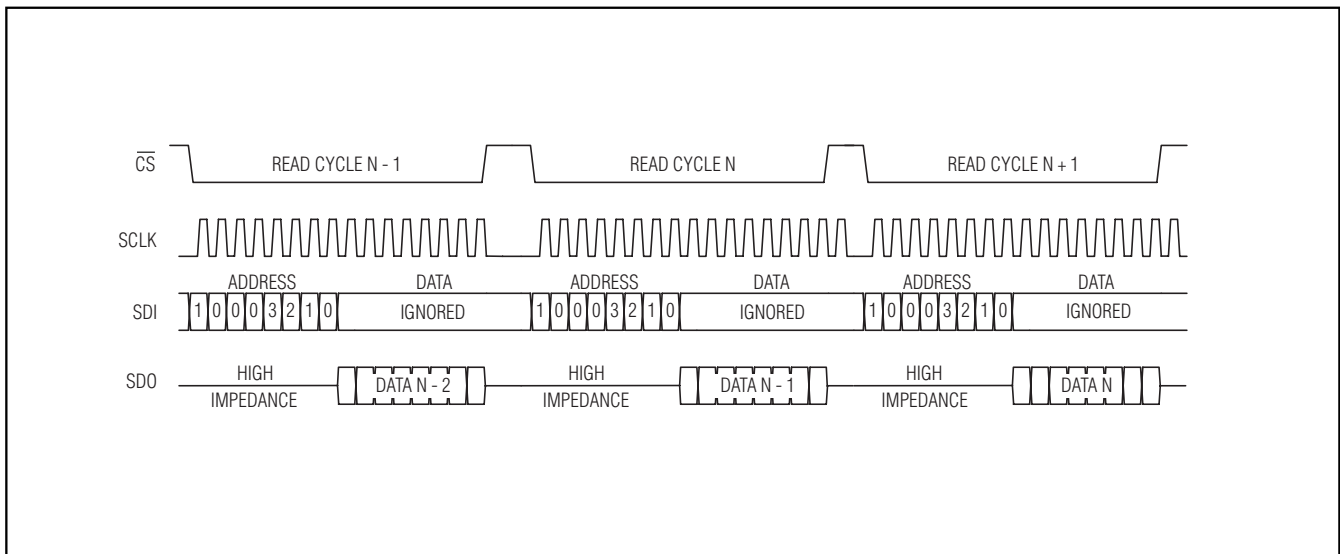 CS READ CYCLE N - 1 READ CYCLE N READ CYCLE N + 1
SCLK
ADDRESS DATA ADDRESS DATA ADDRESS DATA
SDI 1 0 0 0 3 2 1 0 IGNORED 1 0 0 0 3 2 1 0 IGNORED 1 0 0 0 3 2 1 0 IGNORED
SDO HIGH IMPEDANCE DATA N - 2 HIGH IMPEDANCE DATA N - 1 HIGH IMPEDANCE DATA N